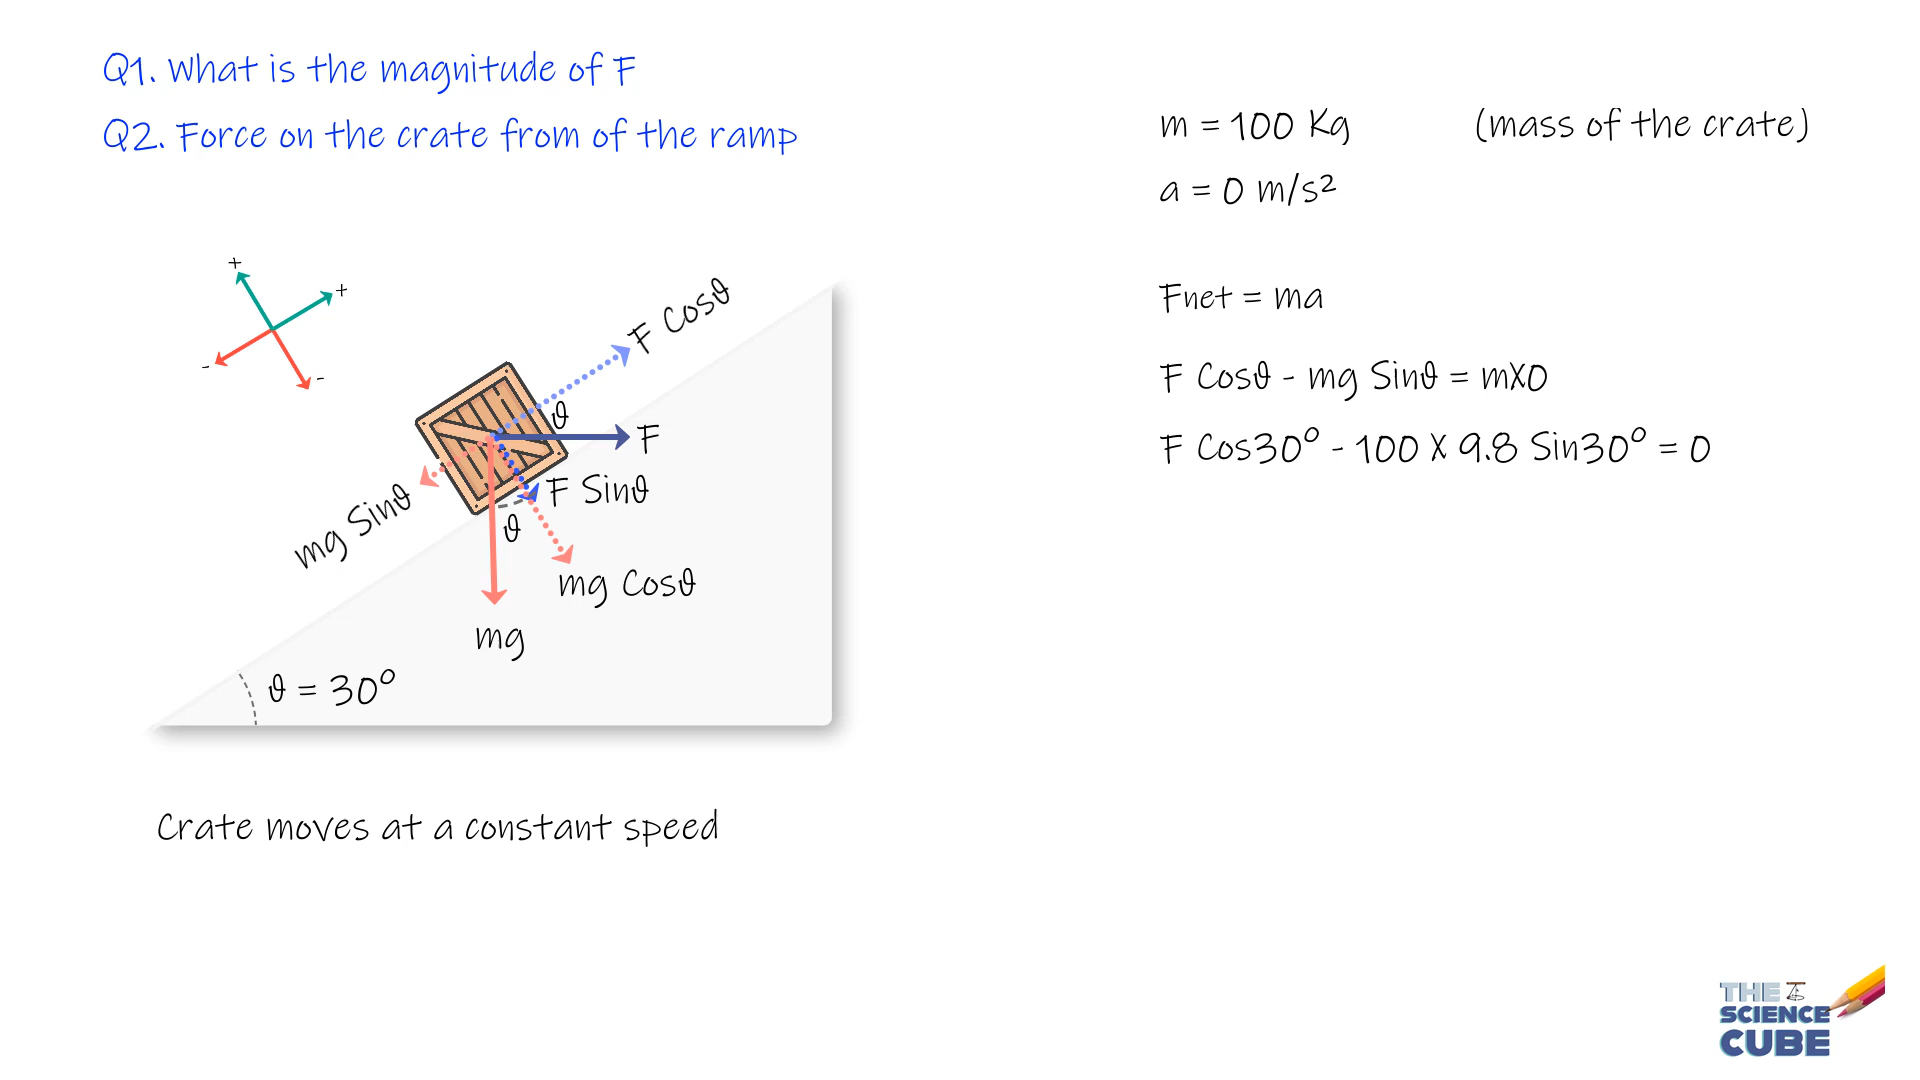 Q1. What is the magnitude of F
Q2. Force on the crate from of the ramp
m = 100 Kg (mass of the crate)
a = 0 m/s²
Fnet = ma
F Cosϑ - mg Sinϑ = mX0
F Cos30° - 100 X 9.8 Sin30° = 0
+
+
-
-
F Cosϑ
ϑ
F
F Sinϑ
mg Sinϑ
ϑ
mg Cosϑ
mg
ϑ = 30°
Crate moves at a constant speed
THE
SCIENCE
CUBE